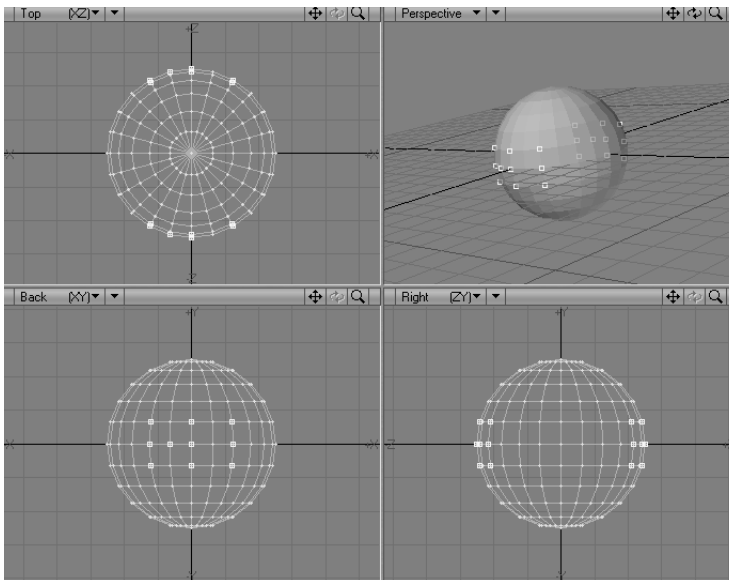 Top (XZ)
Perspective
+Z
-X
+X
-Z
Back (XY)
Right (ZY)
+Y
+Y
-X
-Z
-Y
-Y